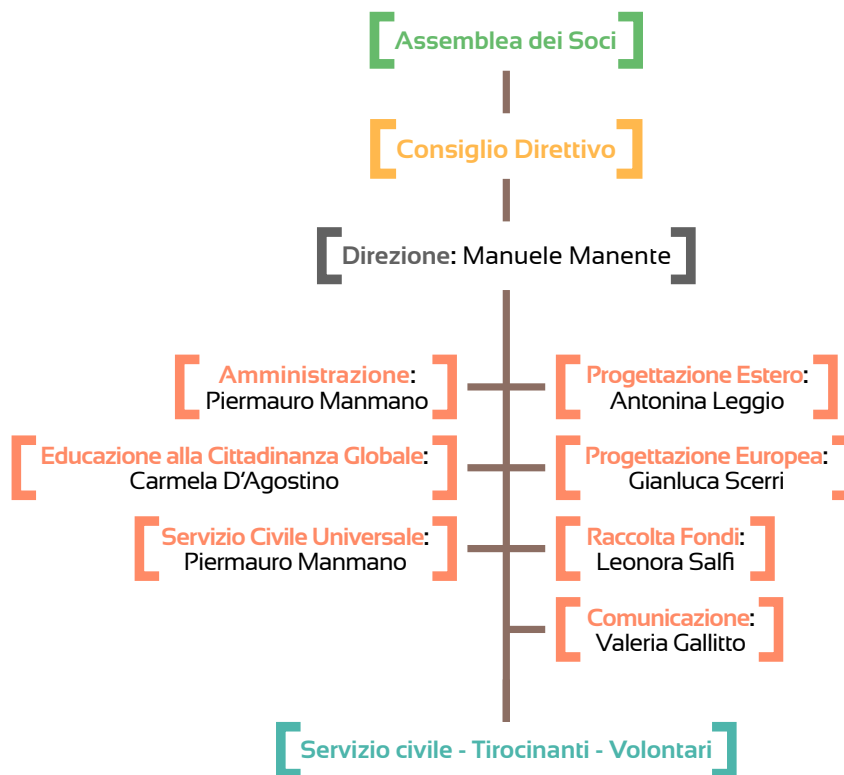 Assemblea dei Soci
Consiglio Direttivo
Direzione: Manuele Manente
Amministrazione:
Piermauro Manmano
Progettazione Estero:
Antonina Leggio
Educazione alla Cittadinanza Globale:
Carmela D'Agostino
Progettazione Europea:
Gianluca Scerri
Servizio Civile Universale:
Piermauro Manmano
Raccolta Fondi:
Leonora Salfi
Comunicazione:
Valeria Gallitto
Servizio civile - Tirocinanti - Volontari